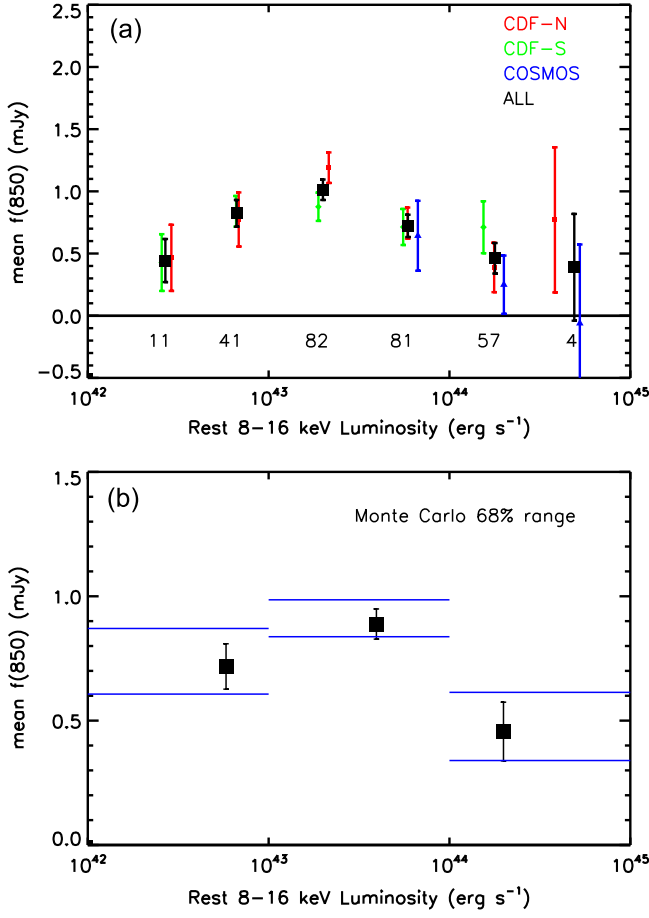 (a)
CDF−N
CDF−S
COSMOS
ALL
2.5
2.0
1.5
1.0
0.5
0.0
−0.5
mean f(850) (mJy)
11 41 82 81 57 4
10^42 10^43 10^44 10^45
Rest 8−16 keV Luminosity (erg s^−1)
(b)
Monte Carlo 68% range
1.5
1.0
0.5
0.0
mean f(850) (mJy)
10^42 10^43 10^44 10^45
Rest 8−16 keV Luminosity (erg s^−1)